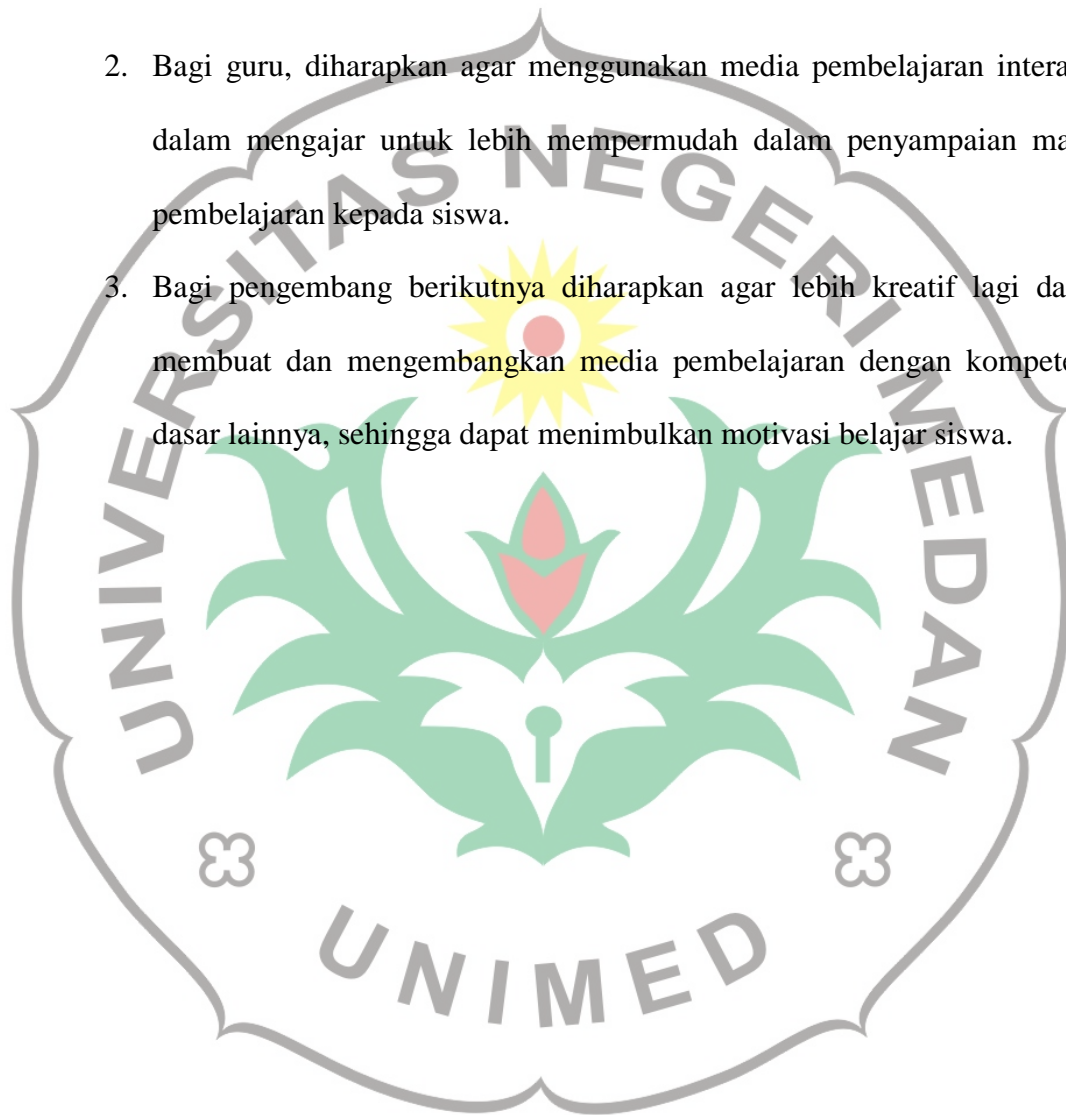 2. Bagi guru, diharapkan agar menggunakan media pembelajaran intera
dalam mengajar untuk lebih mempermudah dalam penyampaian ma
pembelajaran kepada siswa.
3. Bagi pengembang berikutnya diharapkan agar lebih kreatif lagi da
membuat dan mengembangkan media pembelajaran dengan kompet
dasar lainnya, sehingga dapat menimbulkan motivasi belajar siswa.
UNIVERSITAS NEGERI MEDAN
UNIMED